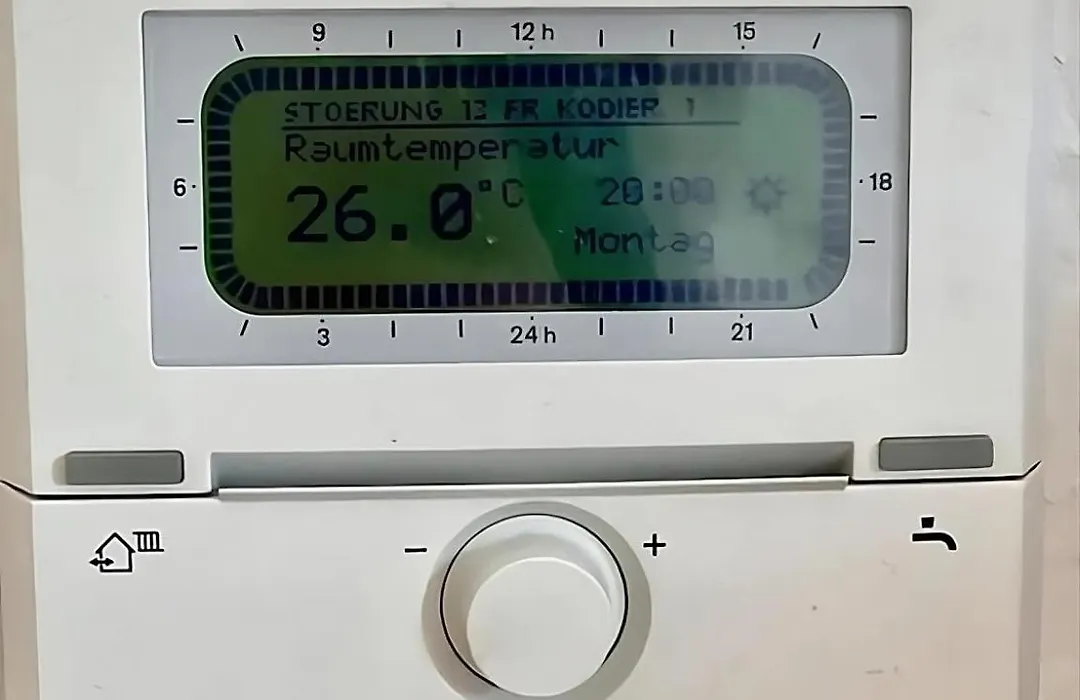 9 12 h 15
STOERUNG 13 FR KODIER 1
Raumtemperatur
6 18
26.0°C 20:00
Montag
3 24 h 21
- +